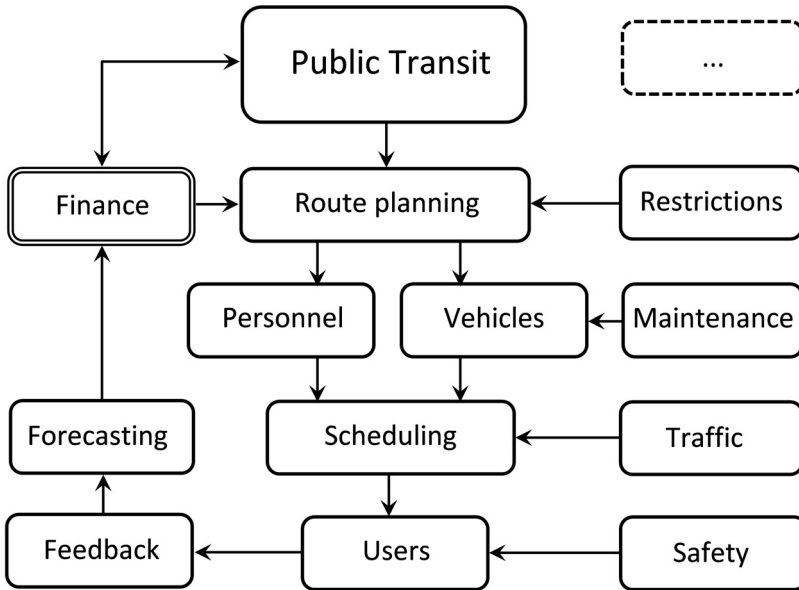 Public Transit
...
Finance
Route planning
Restrictions
Personnel
Vehicles
Maintenance
Forecasting
Scheduling
Traffic
Feedback
Users
Safety